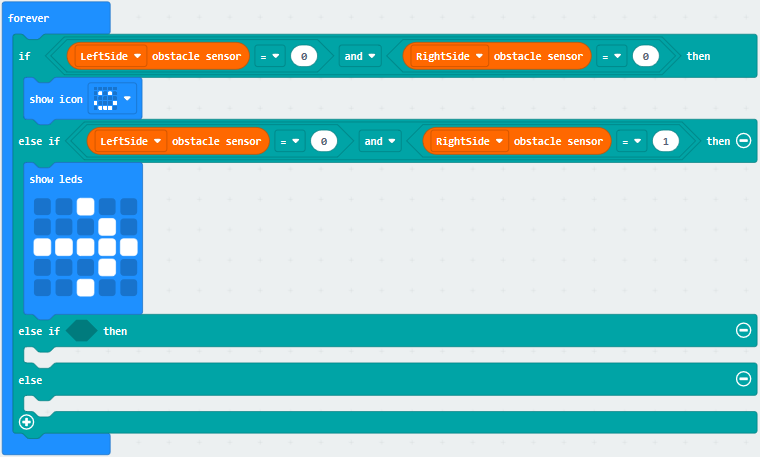 forever
if LeftSide obstacle sensor = 0 and RightSide obstacle sensor = 0 then
show icon
else if LeftSide obstacle sensor = 0 and RightSide obstacle sensor = 1 then
show leds
else if then
else